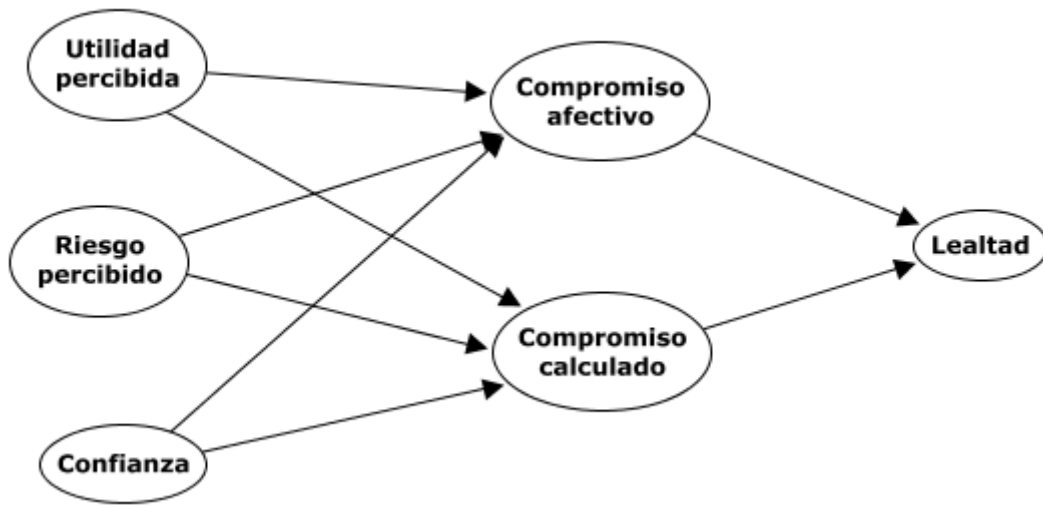 Utilidad
percibida
Compromiso
afectivo
Riesgo
percibido
Lealtad
Compromiso
calculado
Confianza